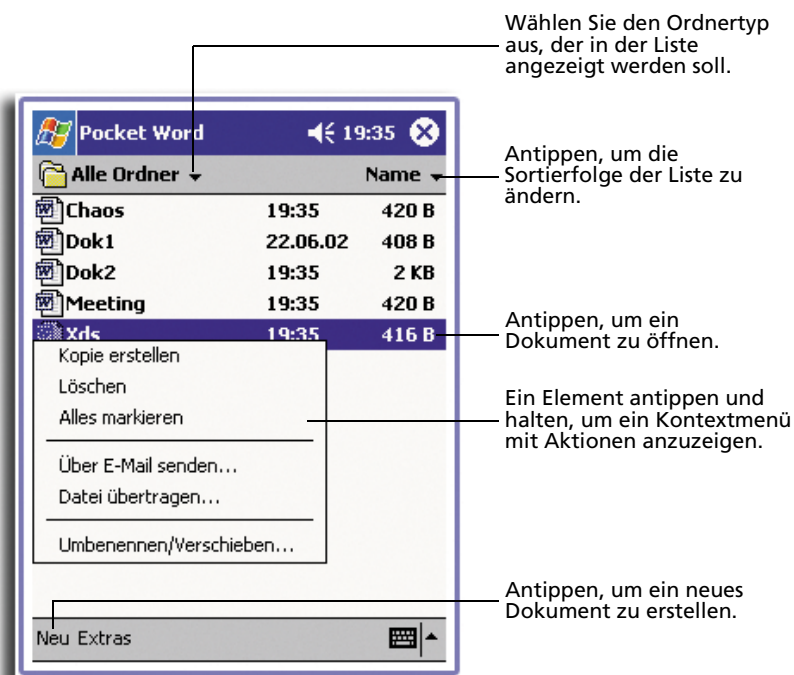 Wählen Sie den Ordnertyp
aus, der in der Liste
angezeigt werden soll.
Pocket Word 19:35
Alle Ordner Name
Antippen, um die
Sortierfolge der Liste zu
ändern.
Chaos 19:35 420 B
Dok1 22.06.02 408 B
Dok2 19:35 2 KB
Meeting 19:35 420 B
Xds 19:35 416 B
Antippen, um ein
Dokument zu öffnen.
Kopie erstellen
Löschen
Alles markieren
Über E-Mail senden...
Datei übertragen...
Umbenennen/Verschieben...
Ein Element antippen und
halten, um ein Kontextmenü
mit Aktionen anzuzeigen.
Antippen, um ein neues
Dokument zu erstellen.
Neu Extras